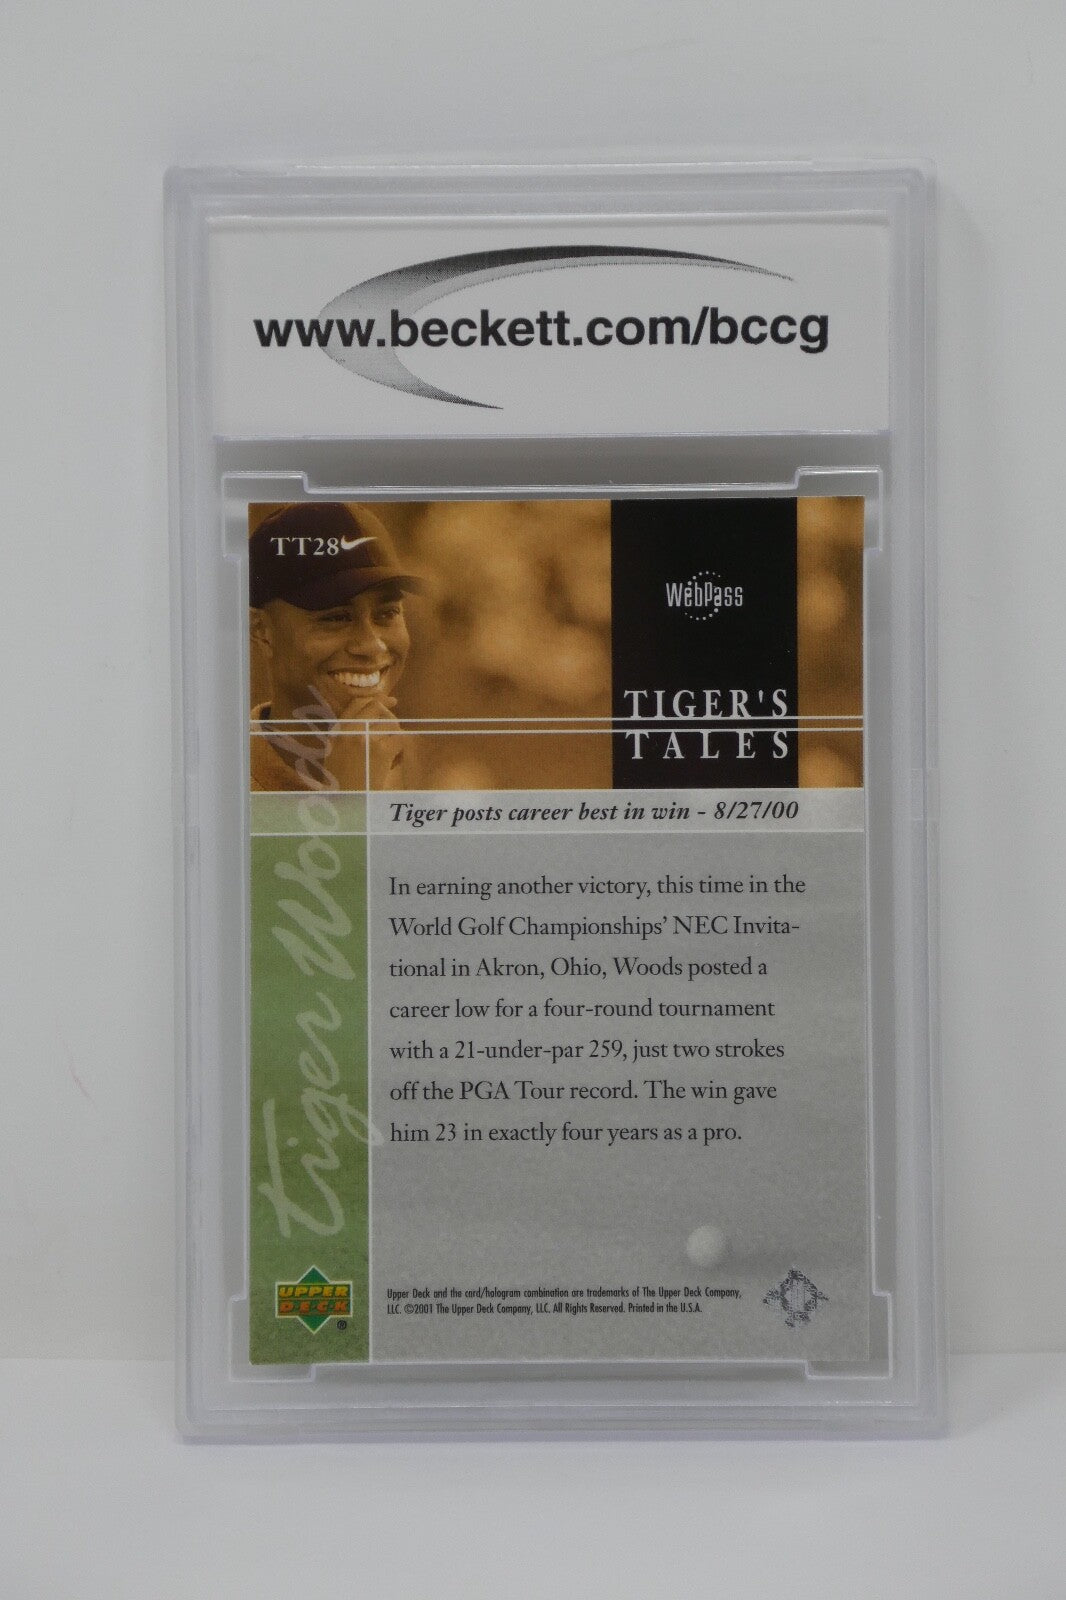 www.beckett.com/bccg
TT28
WebPass
TIGER'S
TALES
Tiger posts career best in win - 8/27/00
In earning another victory, this time in the
World Golf Championships' NEC Invita-
tional in Akron, Ohio, Woods posted a
career low for a four-round tournament
with a 21-under-par 259, just two strokes
off the PGA Tour record. The win gave
him 23 in exactly four years as a pro.
Tiger Woods
UPPER
DECK
®
Upper Deck and the card/hologram combination are trademarks of The Upper Deck Company,
LLC. ©2001 The Upper Deck Company, LLC. All Rights Reserved. Printed in the U.S.A.